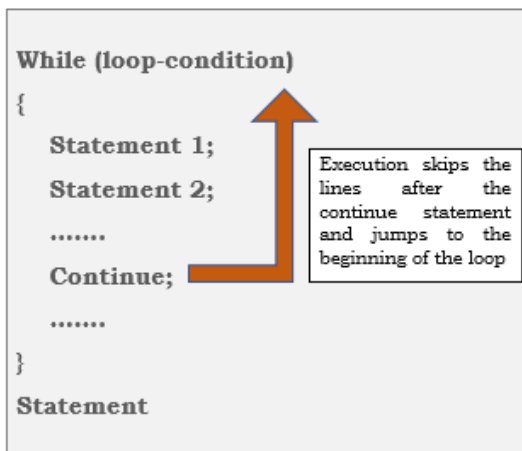 While (loop-condition)
{
Statement 1;
Statement 2;
.......
Continue;
.......
}
Statement
Execution skips the
lines after the
continue statement
and jumps to the
beginning of the loop